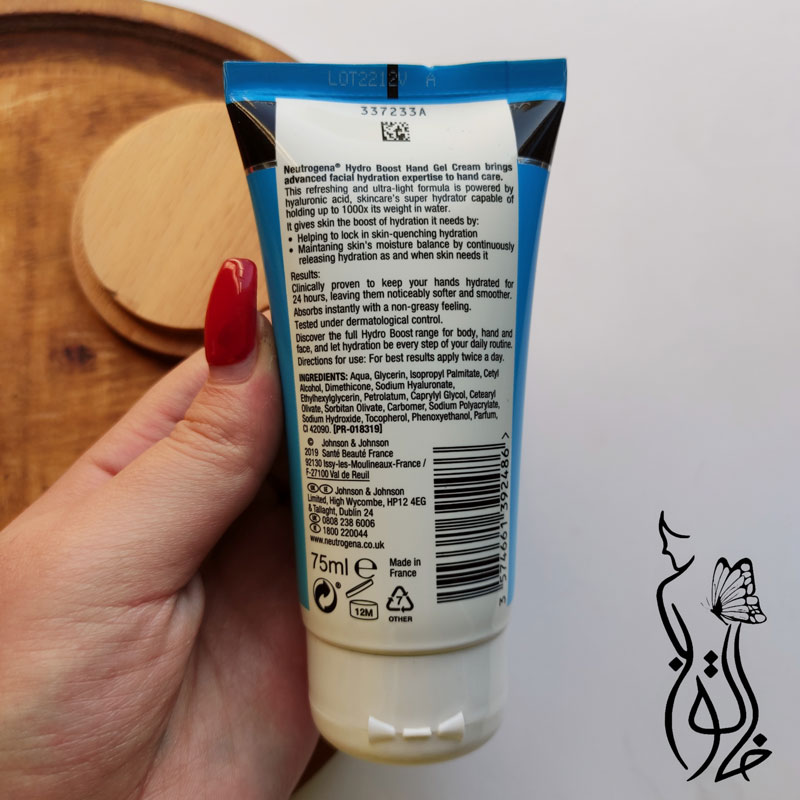 LOT2212V A
337233A
Neutrogena® Hydro Boost Hand Gel Cream brings
advanced facial hydration expertise to hand care.
This refreshing and ultra-light formula is powered by
hyaluronic acid, skincare's super hydrator capable of
holding up to 1000x its weight in water.
It gives skin the boost of hydration it needs by:
• Helping to lock in skin-quenching hydration
• Maintaning skin's moisture balance by continuously
releasing hydration as and when skin needs it
Results:
Clinically proven to keep your hands hydrated for
24 hours, leaving them noticeably softer and smoother.
Absorbs instantly with a non-greasy feeling.
Tested under dermatological control.
Discover the full Hydro Boost range for body, hand and
face, and let hydration be every step of your daily routine.
Directions for use: For best results apply twice a day.
INGREDIENTS: Aqua, Glycerin, Isopropyl Palmitate, Cetyl
Alcohol, Dimethicone, Sodium Hyaluronate,
Ethylhexylglycerin, Petrolatum, Caprylyl Glycol, Cetearyl
Olivate, Sorbitan Olivate, Carbomer, Sodium Polyacrylate,
Sodium Hydroxide, Tocopherol, Phenoxyethanol, Parfum,
CI 42090. [PR-018319]
© Johnson & Johnson
2019 Santé Beauté France
92130 Issy-les-Moulineaux-France /
F-27100 Val de Reuil
Johnson & Johnson
Limited, High Wycombe, HP12 4EG
& Tallaght, Dublin 24
0808 238 6006
1800 220044
www.neutrogena.co.uk
75ml e
Made in
France
12M
7
OTHER
3 574661 392486 >